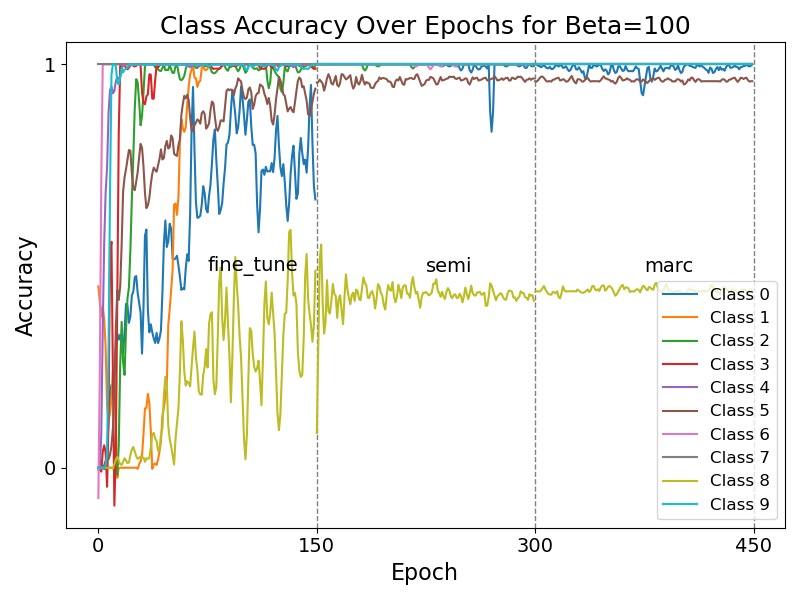 Class Accuracy Over Epochs for Beta=100
1
0
Accuracy
fine_tune
semi
marc
Class 0
Class 1
Class 2
Class 3
Class 4
Class 5
Class 6
Class 7
Class 8
Class 9
0
150
300
450
Epoch